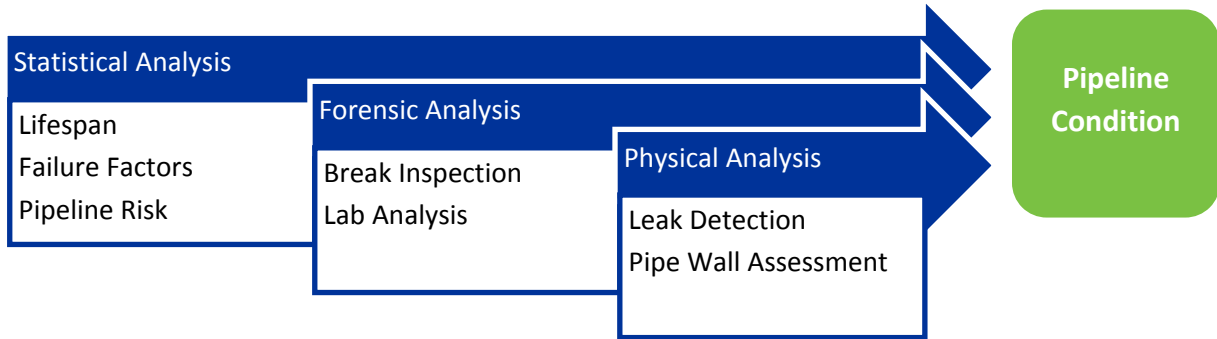 Statistical Analysis
Lifespan
Failure Factors
Pipeline Risk
Forensic Analysis
Break Inspection
Lab Analysis
Physical Analysis
Leak Detection
Pipe Wall Assessment
Pipeline
Condition